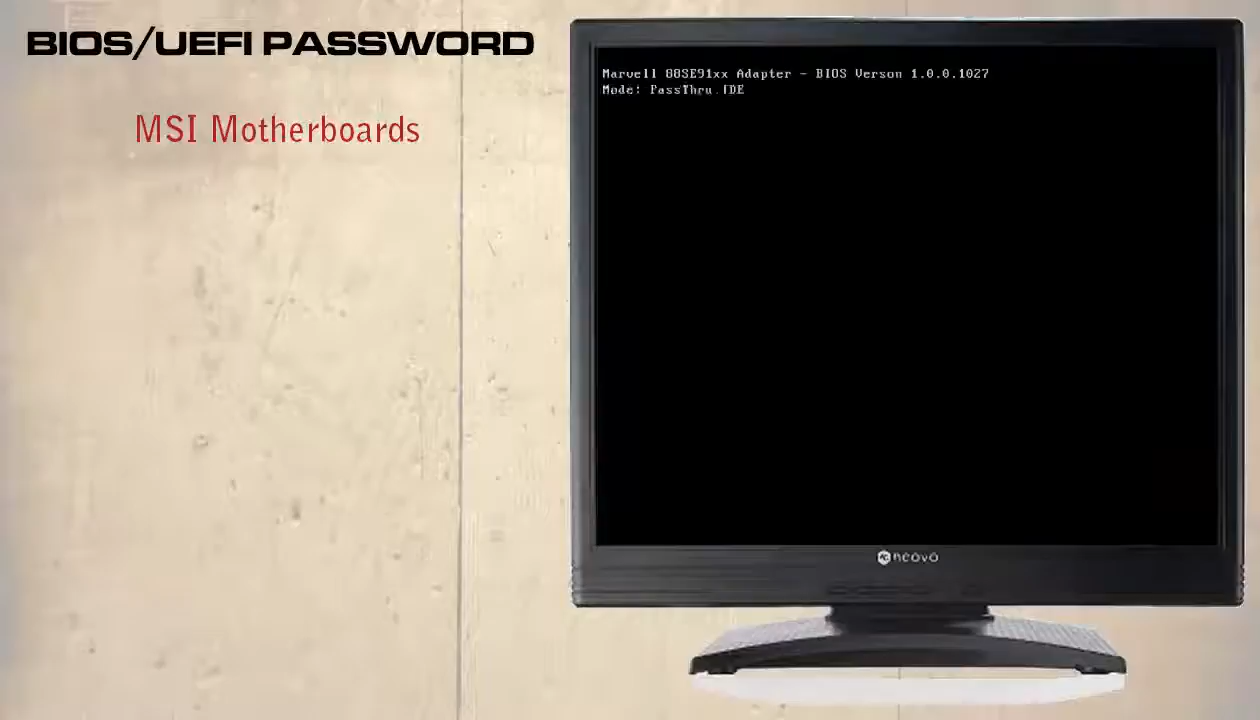 BIOS/UEFI PASSWORD
MSI Motherboards
Marvell 88SE91xx Adapter - BIOS Verson 1.0.0.1027
Mode: PassThru IDE
neovo